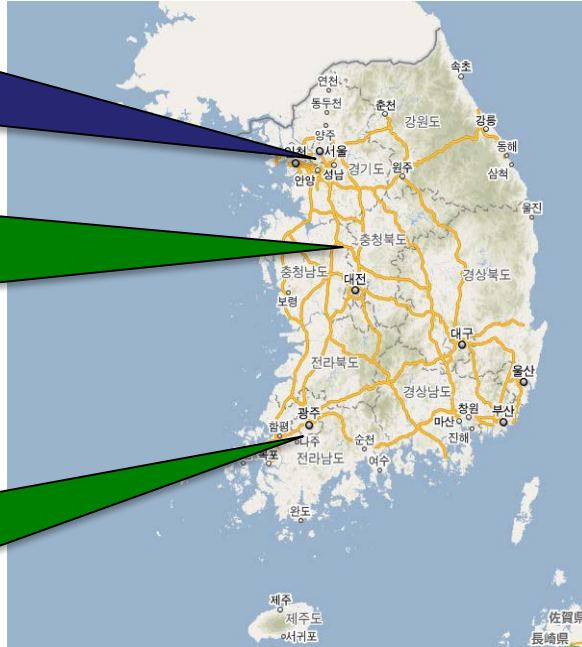 속초
연천
동두천
춘천
강원도
강릉
양주
서울
동해
인천
안양
성남
경기도
원주
삼척
울진
충청북도
충청남도
경상북도
대전
보령
대구
전라북도
울산
경상남도
광주
창원
부산
마산
함평
진해
나주
순천
전라남도
목포
여수
완도
제주
제주도
서귀포
佐賀県
長崎県